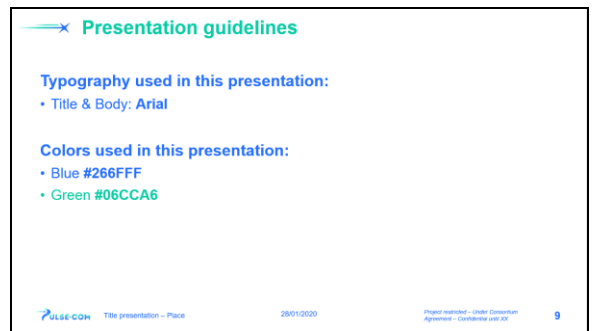 Presentation guidelines
Typography used in this presentation:
• Title & Body: Arial
Colors used in this presentation:
• Blue #266FFF
• Green #06CCA6
PULSE-COM
Title presentation – Place
28/01/2020
Project restricted – Under Consortium
Agreement – Confidential until XX
9